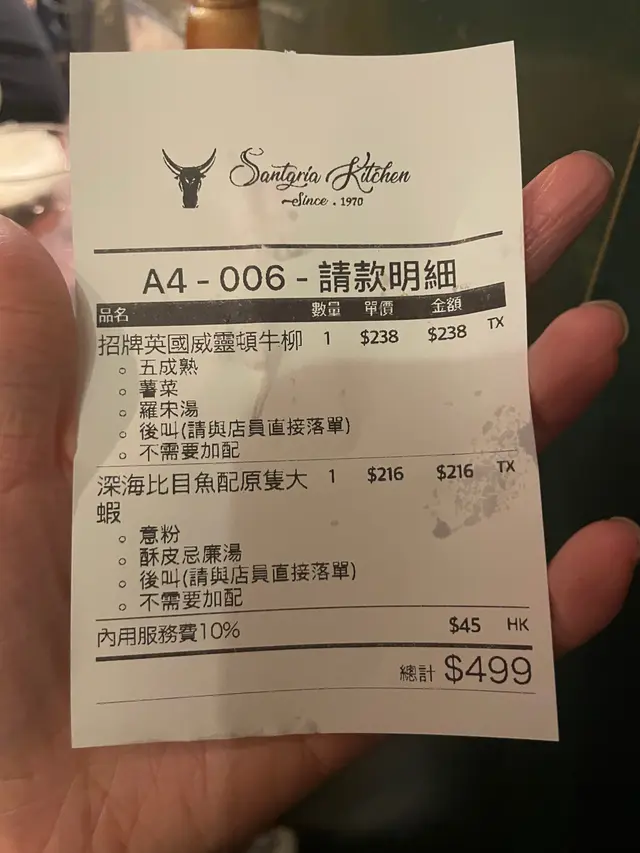 Santgria Kitchen
~Since . 1970
A4 - 006 - 請款明細
品名 數量 單價 金額
招牌英國威靈頓牛柳 1 $238 $238 TX
。 五成熟
。 薯菜
。 羅宋湯
。 後叫(請與店員直接落單)
。 不需要加配
深海比目魚配原隻大 1 $216 $216 TX
蝦
。 意粉
。 酥皮忌廉湯
。 後叫(請與店員直接落單)
。 不需要加配
內用服務費10% $45 HK
總計 $499